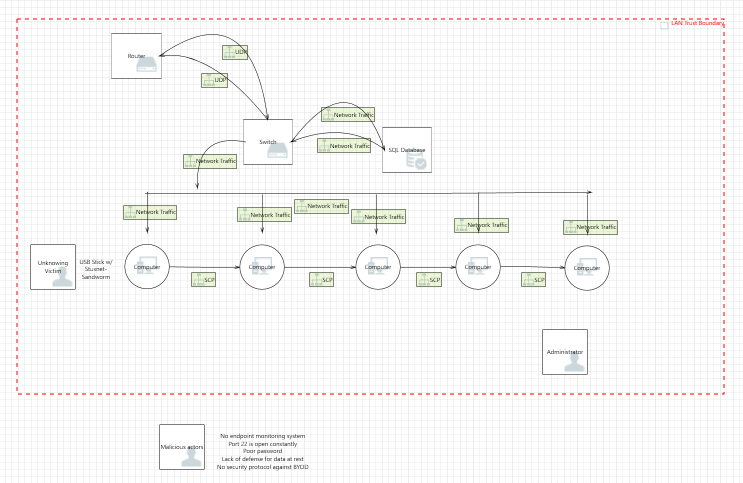 LAN Trust Boundary
Router
UDP
UDP
Network Traffic
Switch
Network Traffic
SQL Database
Network Traffic
Network Traffic
Network Traffic
Network Traffic
Network Traffic
Network Traffic
Network Traffic
Unknowing
Victim
USB Stick w/
Stuxnet-
Sandworm
Computer
Computer
Computer
Computer
Computer
SCP
SCP
SCP
SCP
Administrator
Malicious actors
No endpoint monitoring system
Port 22 is open constantly
Poor password
Lack of defense for data at rest
No security protocol against BYOD